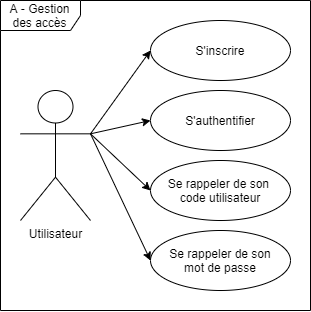 A - Gestion
des accès
S'inscrire
S'authentifier
Se rappeler de son
code utilisateur
Utilisateur
Se rappeler de son
mot de passe